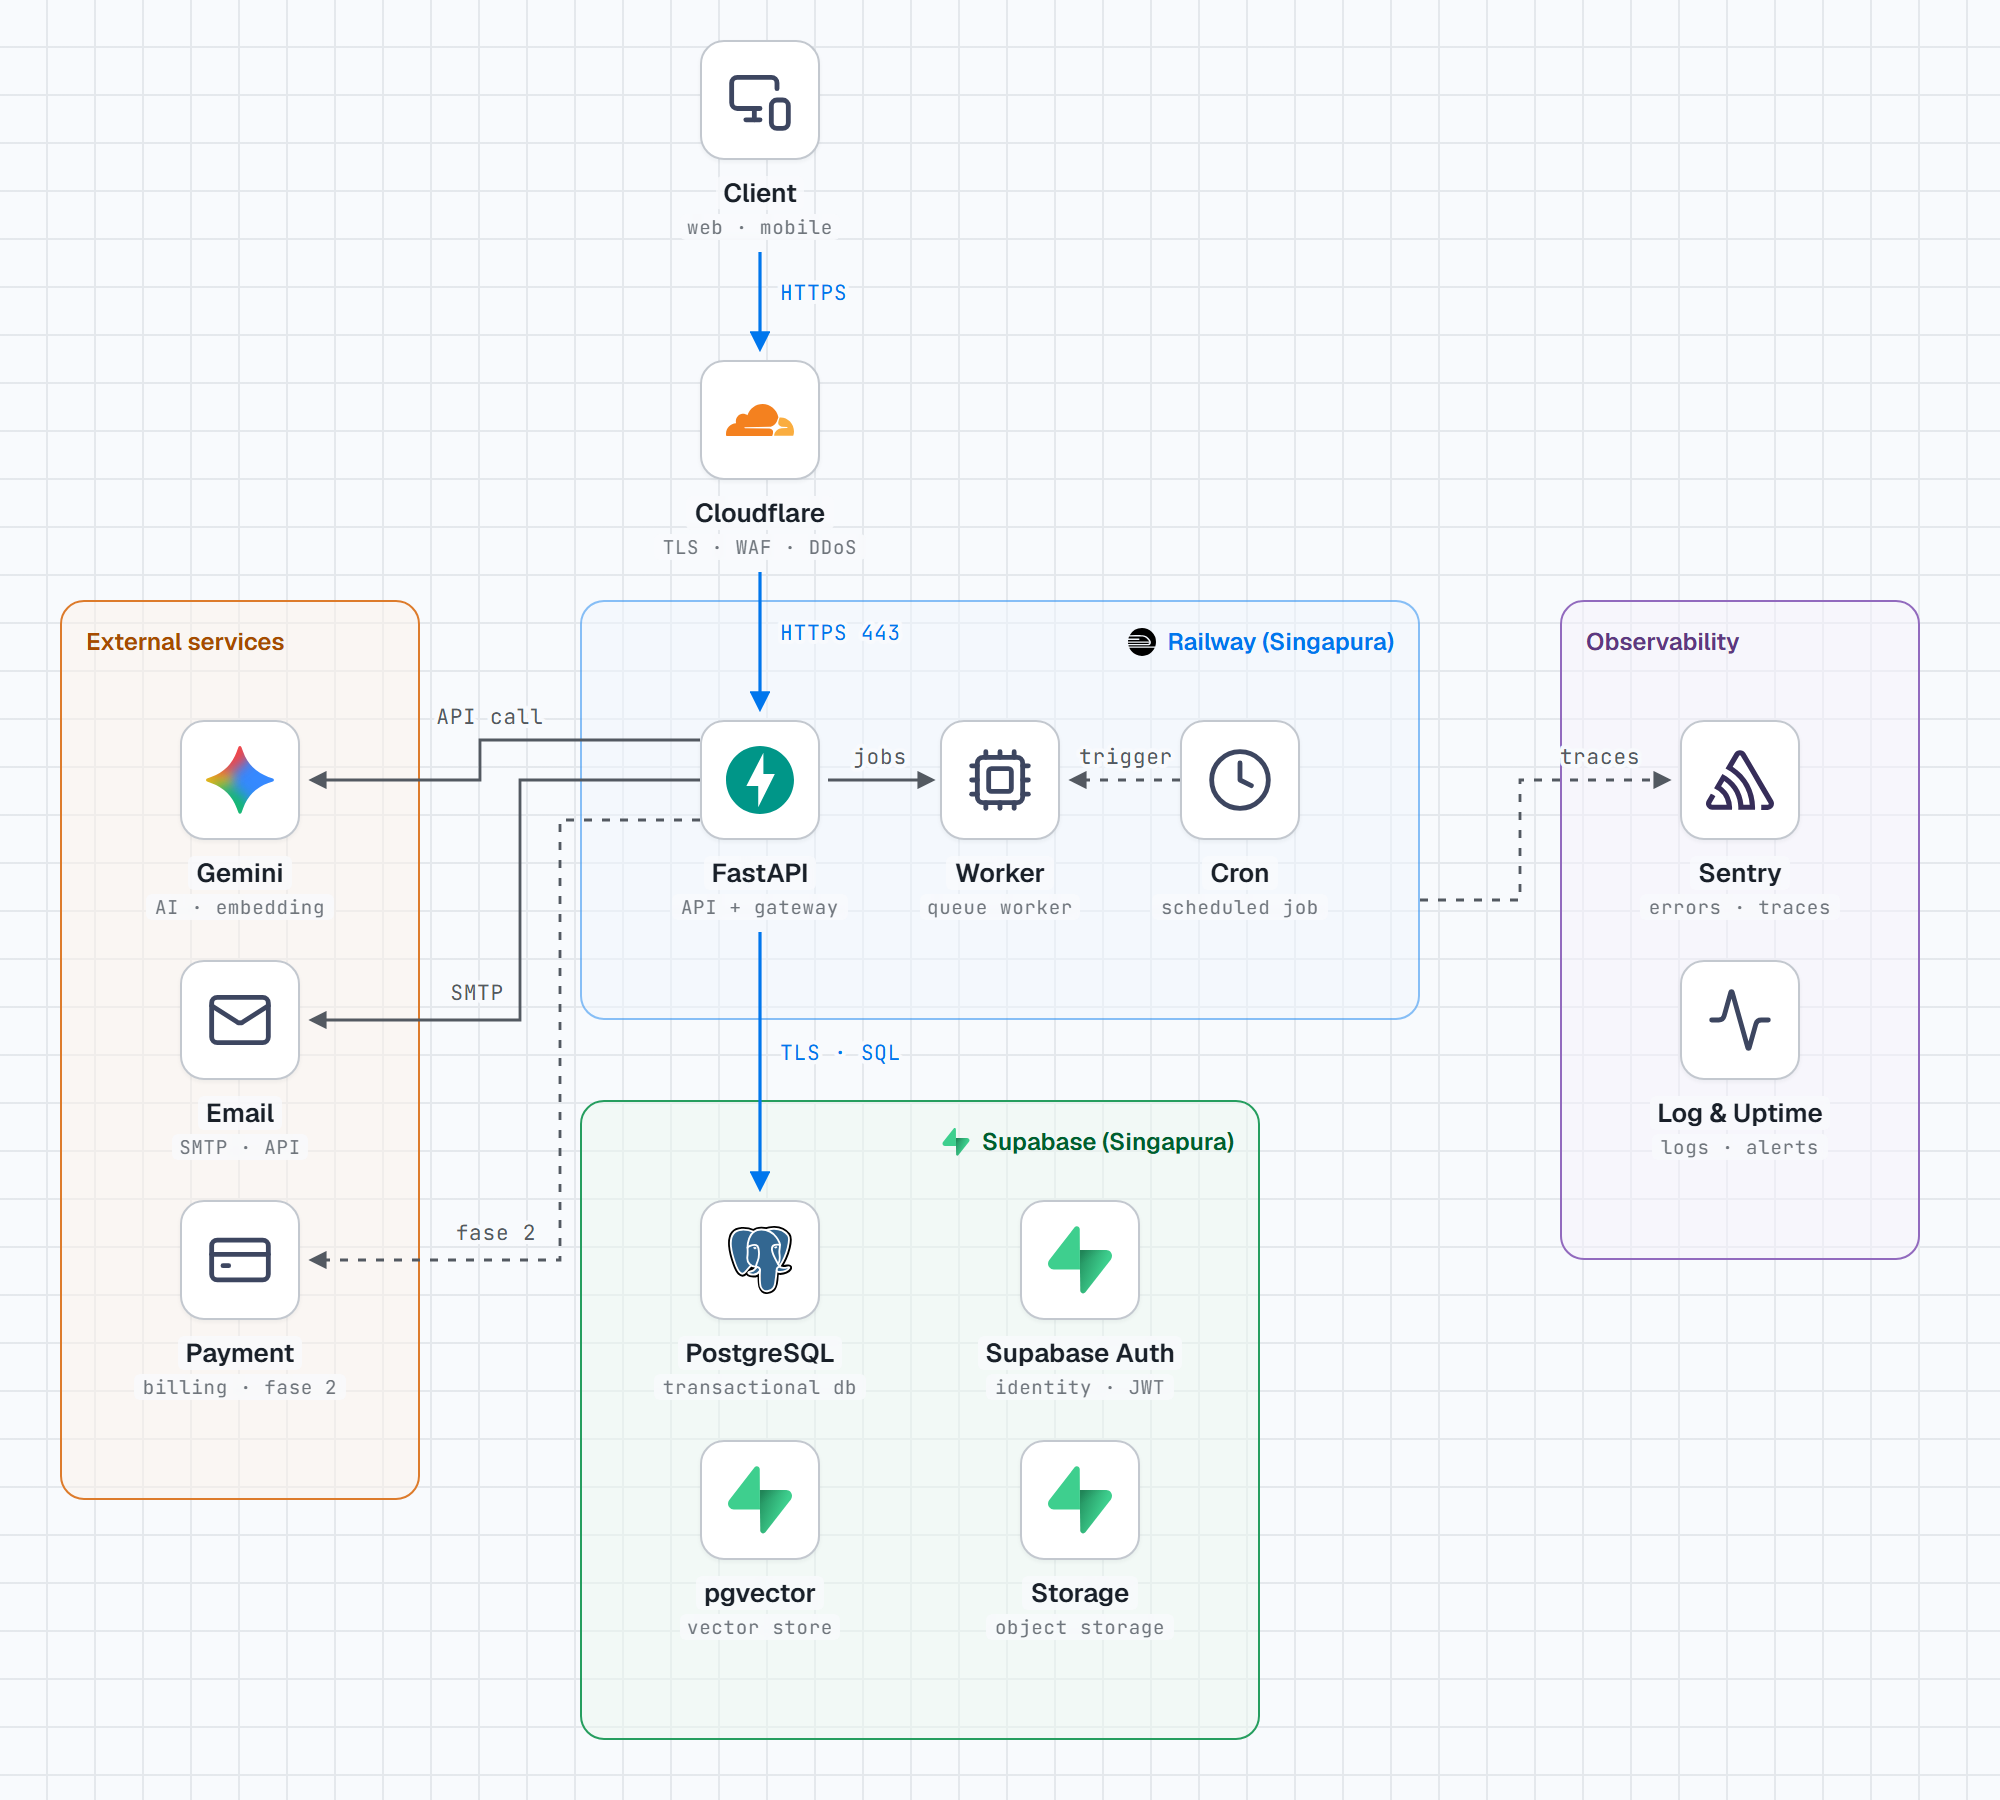 Client
web · mobile
HTTPS
Cloudflare
TLS · WAF · DDoS
External services
HTTPS 443
Railway (Singapura)
Observability
API call
jobs
trigger
traces
Gemini
AI · embedding
FastAPI
API + gateway
Worker
queue worker
Cron
scheduled job
Sentry
errors · traces
SMTP
Email
SMTP · API
TLS · SQL
Log & Uptime
logs · alerts
Supabase (Singapura)
fase 2
Payment
billing · fase 2
PostgreSQL
transactional db
Supabase Auth
identity · JWT
pgvector
vector store
Storage
object storage